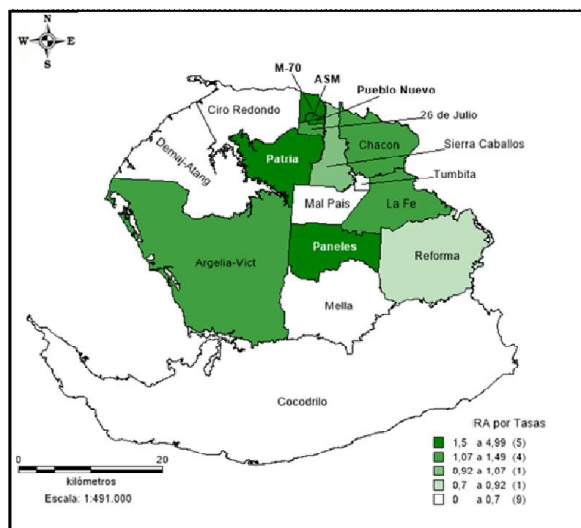 N
W E
S
M-70
ASM
Pueblo Nuevo
Ciro Redondo
26 de Julio
Chacon
Sierra Caballos
Demaj-Atang
Patria
Tumbita
Mal Pais
La Fe
Argelia-Vict
Paneles
Reforma
Mella
Cocodrilo
IRA por Tasas
1,5 a 4,99 (5)
1,07 a 1,49 (4)
0,92 a 1,07 (1)
0,7 a 0,92 (1)
0 a 0,7 (9)
0 20
kilómetros
Escala: 1:491.000